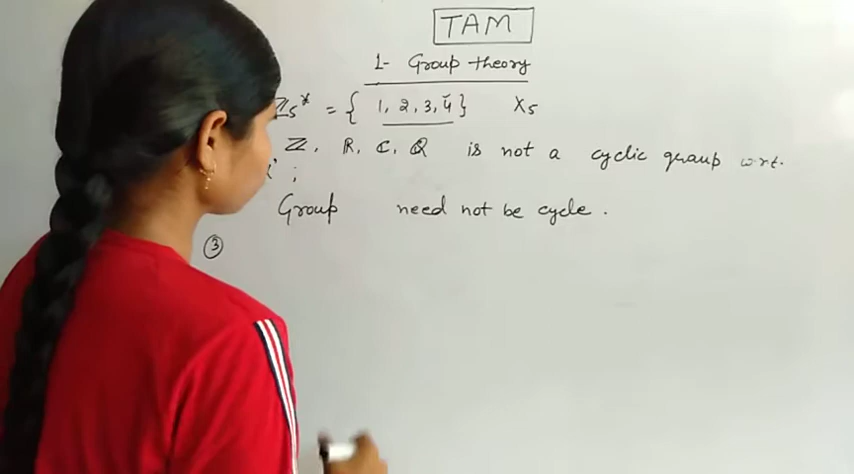 TAM
1- Group theory
Z5* = { 1, 2, 3, 4 } X5
ℤ, ℝ, ℂ, ℚ is not a cyclic group wrt.
;
Group need not be cycle.
③